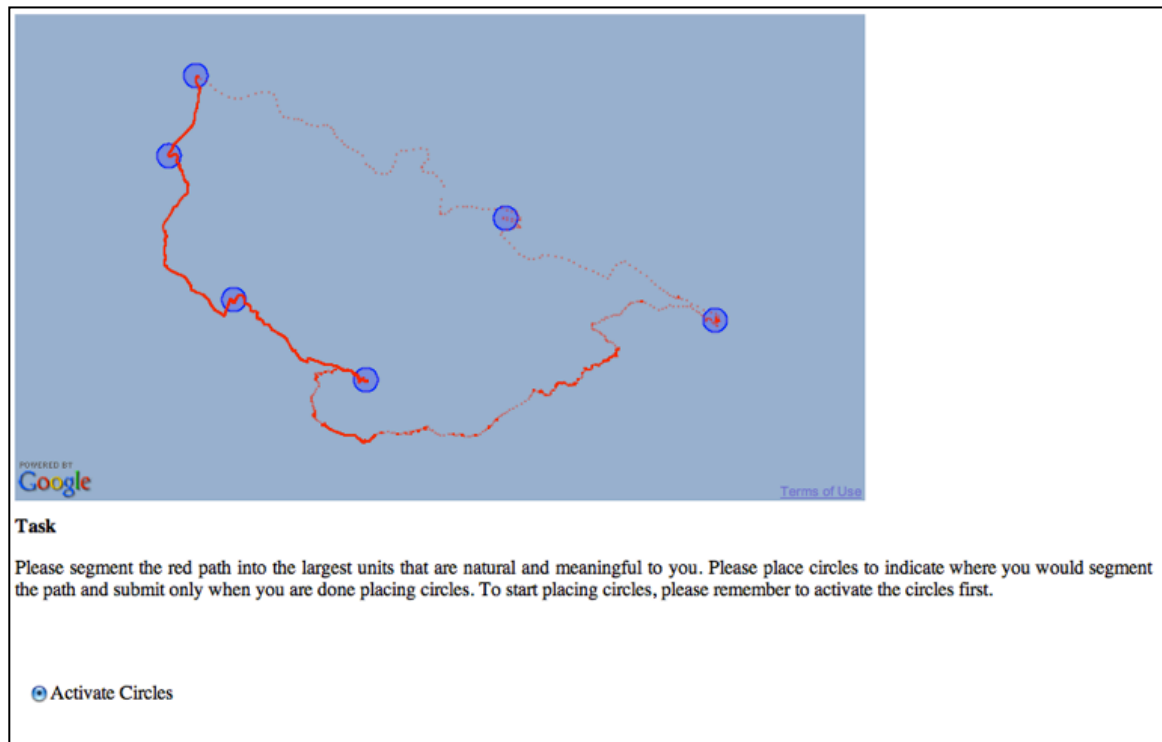 POWERED BY
Google
Terms of Use
Task
Please segment the red path into the largest units that are natural and meaningful to you. Please place circles to indicate where you would segment
the path and submit only when you are done placing circles. To start placing circles, please remember to activate the circles first.
Activate Circles